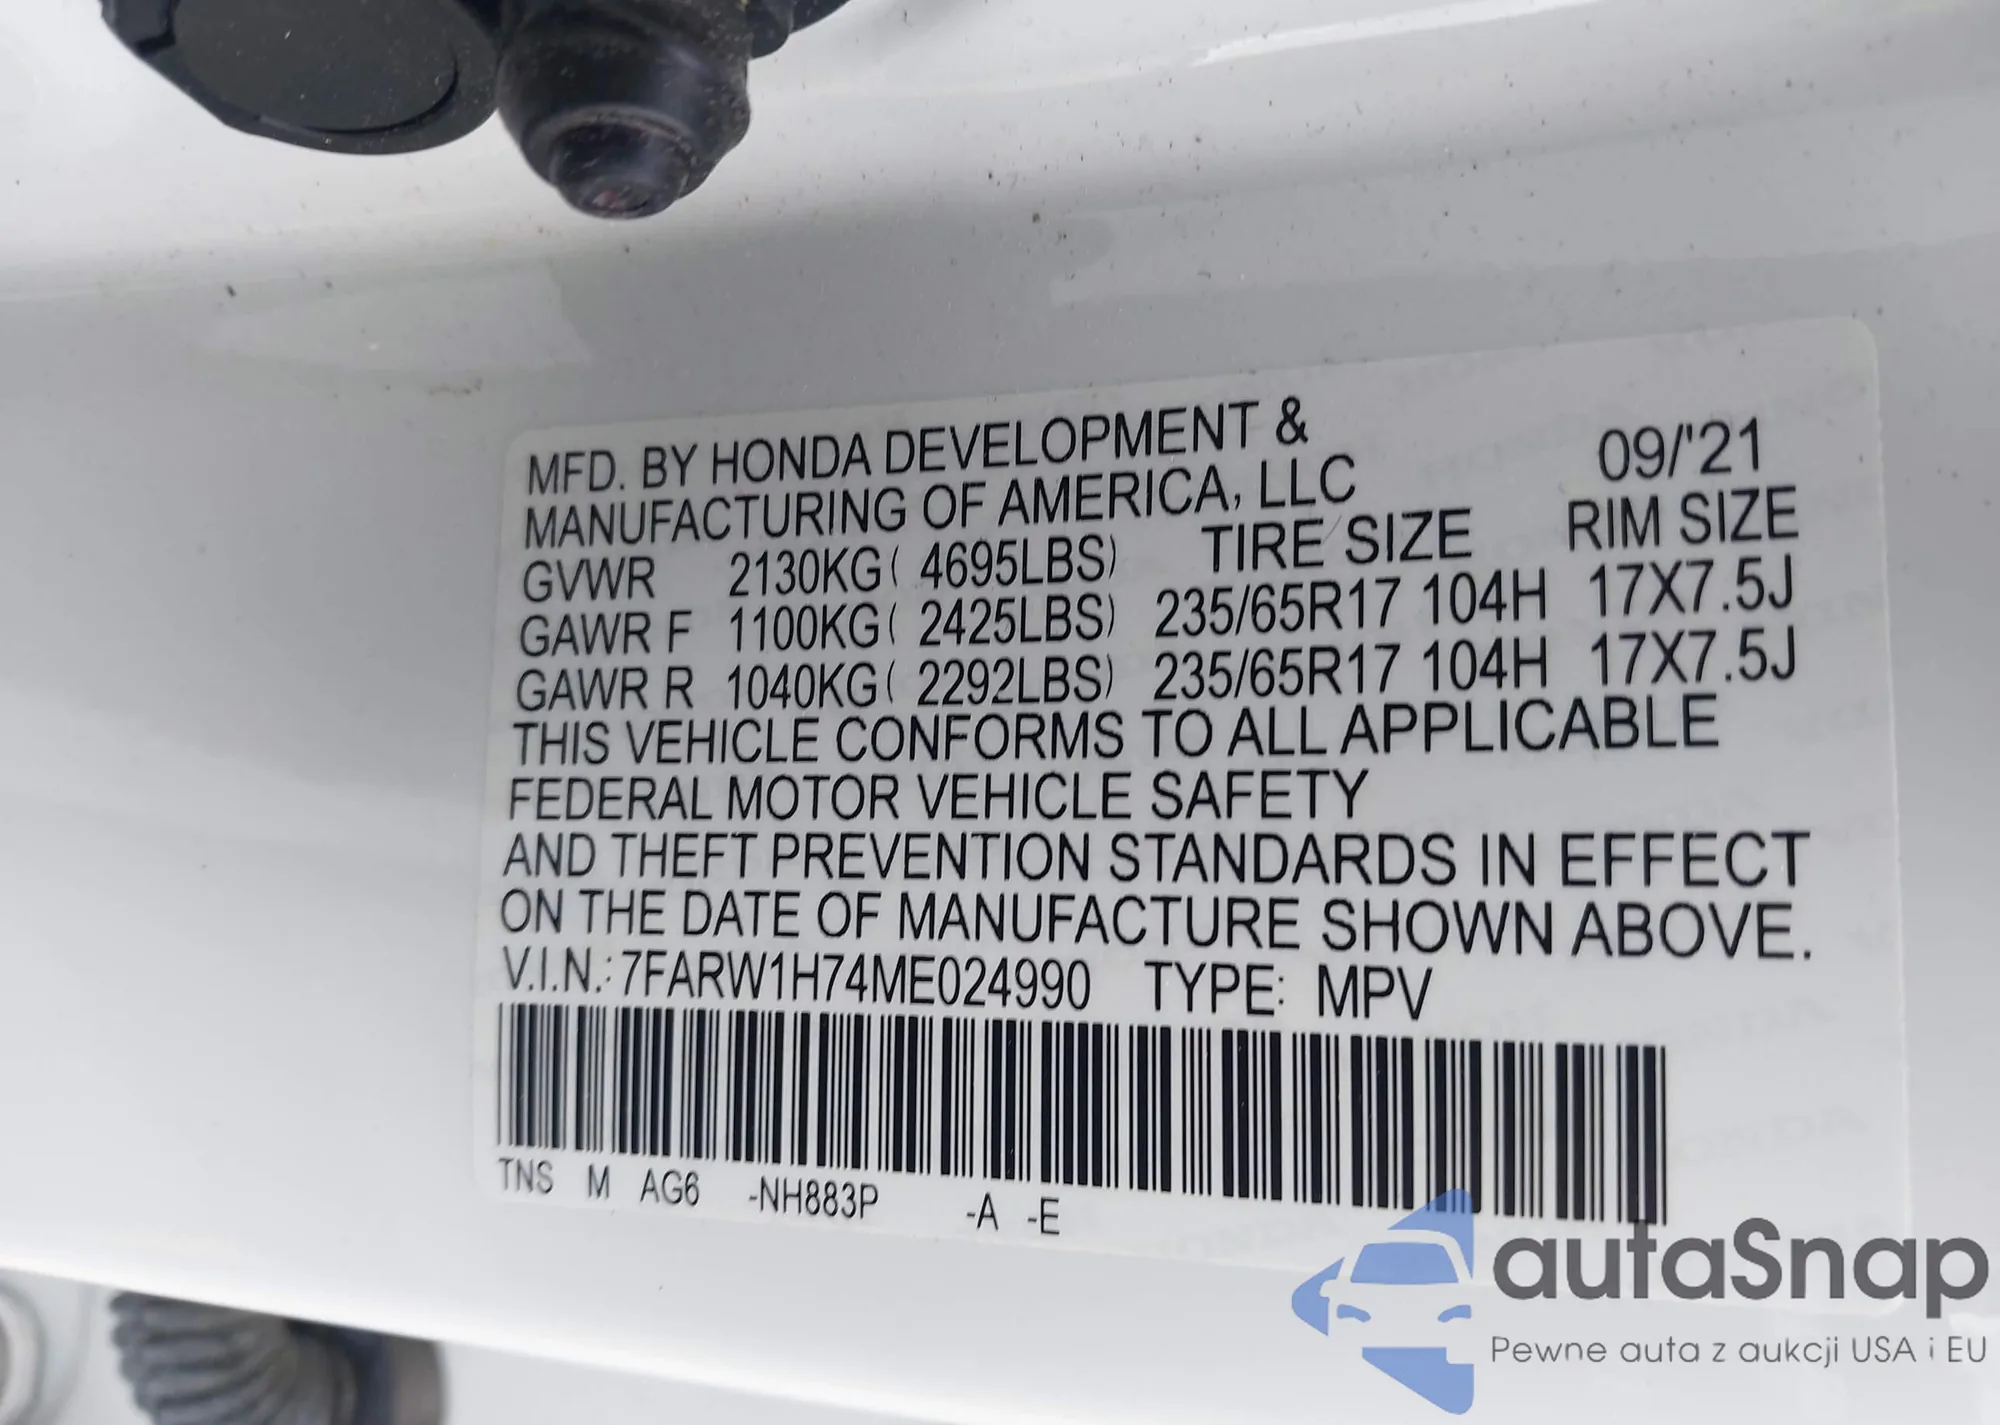 MFD. BY HONDA DEVELOPMENT &
MANUFACTURING OF AMERICA, LLC 09/'21
GVWR 2130KG( 4695LBS) TIRE SIZE RIM SIZE
GAWR F 1100KG( 2425LBS) 235/65R17 104H 17X7.5J
GAWR R 1040KG( 2292LBS) 235/65R17 104H 17X7.5J
THIS VEHICLE CONFORMS TO ALL APPLICABLE
FEDERAL MOTOR VEHICLE SAFETY
AND THEFT PREVENTION STANDARDS IN EFFECT
ON THE DATE OF MANUFACTURE SHOWN ABOVE.
V.I.N.: 7FARW1H74ME024990 TYPE: MPV
TNS M AG6 -NH883P -A -E
autaSnap
Pewne auta z aukcji USA i EU